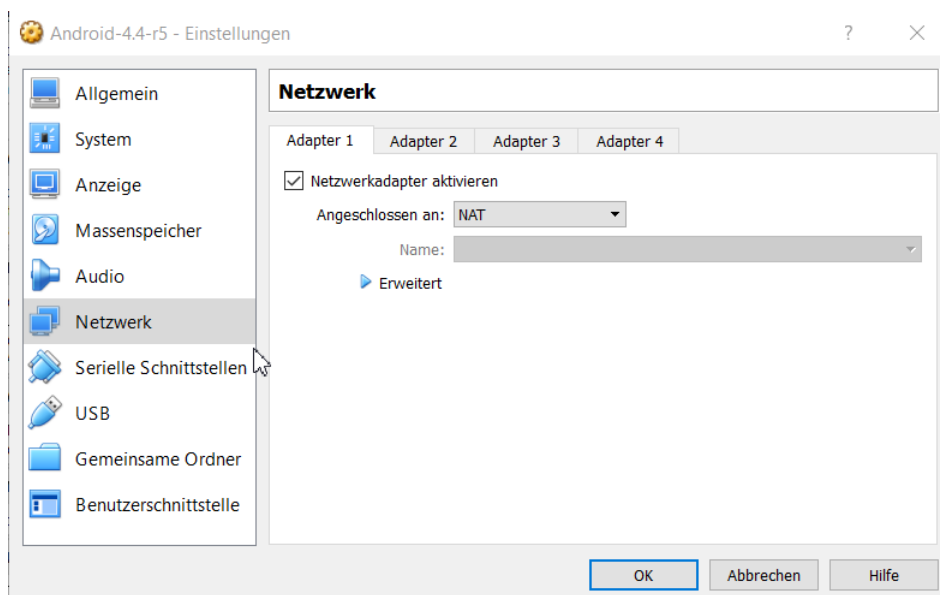 Android-4.4-r5 - Einstellungen
?
Allgemein
System
Anzeige
Massenspeicher
Audio
Netzwerk
Serielle Schnittstellen
USB
Gemeinsame Ordner
Benutzerschnittstelle
Netzwerk
Adapter 1 Adapter 2 Adapter 3 Adapter 4
Netzwerkadapter aktivieren
Angeschlossen an: NAT
Name:
Erweitert
OK Abbrechen Hilfe